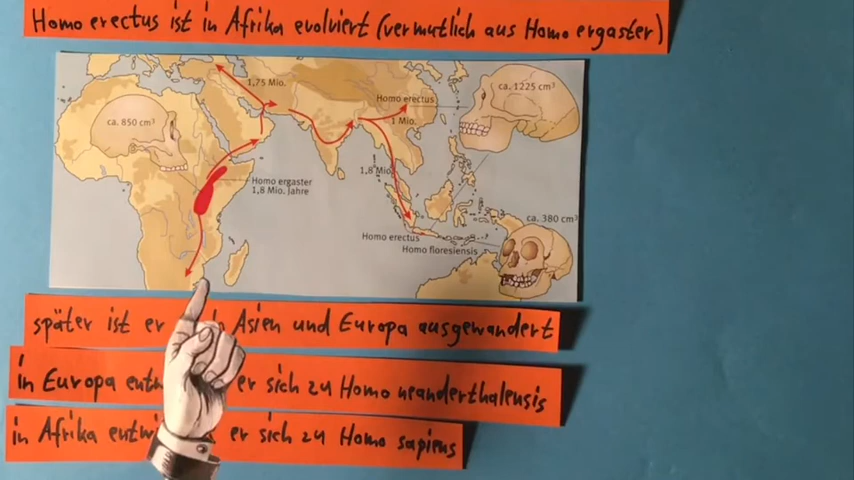 Homo erectus ist in Afrika evolviert (vermutlich aus Homo ergaster)
1,75 Mio.
ca. 1225 cm³
Homo erectus
ca. 850 cm³
1 Mio.
1,8 Mio.
Homo ergaster
1,8 Mio. Jahre
ca. 380 cm³
Homo erectus
Homo floresiensis
später ist er Asien und Europa ausgewandert
in Europa er sich zu Homo neanderthalensis
in Afrika er sich zu Homo sapiens